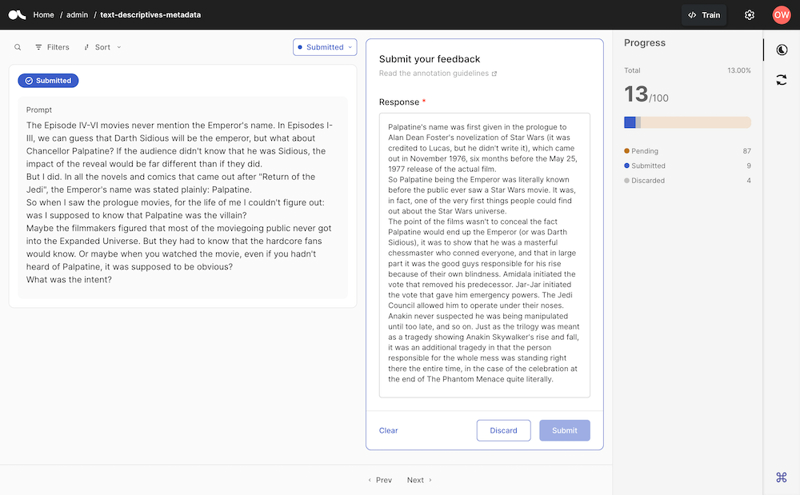 Home / admin / text-descriptives-metadata
Train
OW
Filters
Sort
Submitted
Submitted
Prompt
The Episode IV-VI movies never mention the Emperor's name. In Episodes I-
III, we can guess that Darth Sidious will be the emperor, but what about
Chancellor Palpatine? If the audience didn't know that he was Sidious, the
impact of the reveal would be far different than if they did.
But I did. In all the novels and comics that came out after "Return of the
Jedi", the Emperor's name was stated plainly: Palpatine.
So when I saw the prologue movies, for the life of me I couldn't figure out:
was I supposed to know that Palpatine was the villain?
Maybe the filmmakers figured that most of the moviegoing public never got
into the Expanded Universe. But they had to know that the hardcore fans
would know. Or maybe when you watched the movie, even if you hadn't
heard of Palpatine, it was supposed to be obvious?
What was the intent?
Submit your feedback
Read the annotation guidelines
Response *
Palpatine's name was first given in the prologue to
Alan Dean Foster's novelization of Star Wars (it was
credited to Lucas, but he didn't write it), which came
out in November 1976, six months before the May 25,
1977 release of the actual film.
So Palpatine being the Emperor was literally known
before the public ever saw a Star Wars movie. It was,
in fact, one of the very first things people could find
out about the Star Wars universe.
The point of the films wasn't to conceal the fact
Palpatine would end up the Emperor (or was Darth
Sidious), it was to show that he was a masterful
chessmaster who conned everyone, and that in large
part it was the good guys responsible for his rise
because of their own blindness. Amidala initiated the
vote that removed his predecessor. Jar-Jar initiated
the vote that gave him emergency powers. The Jedi
Council allowed him to operate under their noses.
Anakin never suspected he was being manipulated
until too late, and so on. Just as the trilogy was meant
as a tragedy showing Anakin Skywalker's rise and fall,
it was an additional tragedy in that the person
responsible for the whole mess was standing right
there the entire time, in the case of the celebration at
the end of The Phantom Menace quite literally.
Clear
Discard
Submit
Prev
Next
Progress
Total 13.00%
13/100
Pending 87
Submitted 9
Discarded 4